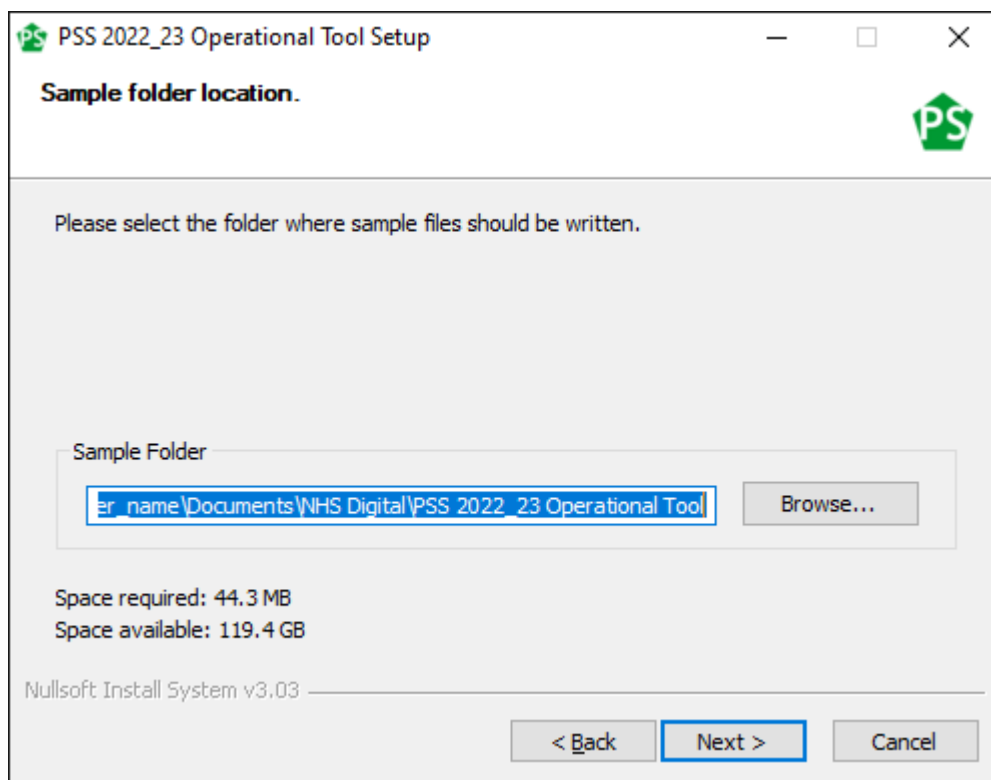 PS PSS 2022_23 Operational Tool Setup
Sample folder location.
PS
Please select the folder where sample files should be written.
Sample Folder
er_name\Documents\NHS Digital\PSS 2022_23 Operational Tool
Browse...
Space required: 44.3 MB
Space available: 119.4 GB
Nullsoft Install System v3.03
< Back
Next >
Cancel